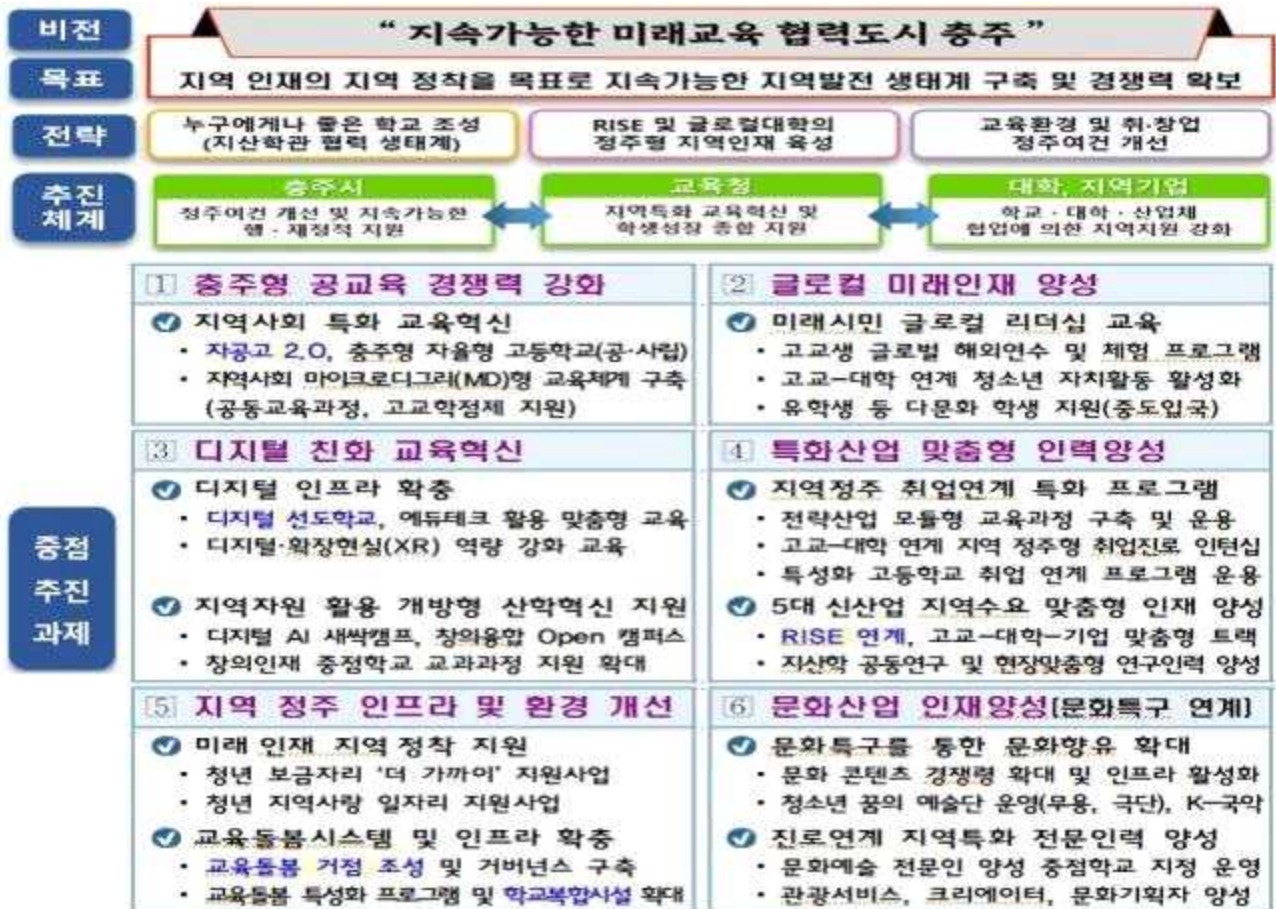 비전
“ 지속가능한 미래교육 협력도시 충주 ”
목표
지역 인재의 지역 정착을 목표로 지속가능한 지역발전 생태계 구축 및 경쟁력 확보
전략
누구에게나 좋은 학교 조성
(지산학관 협력 생태계)
RISE 및 글로컬대학의
정주형 지역인재 육성
교육환경 및 취·창업
정주여건 개선
추진
체계
충주시
정주여건 개선 및 지속가능한
행·재정적 지원
교육청
지역특화 교육혁신 및
학생성장 종합 지원
대학, 지역기업
학교·대학·산업체
협업에 의한 지역지원 강화
중점
추진
과제
1 충주형 공교육 경쟁력 강화
지역사회 특화 교육혁신
· 자공고 2.0, 충주형 자율형 고등학교(공·사립)
· 지역사회 마이크로디그리(MD)형 교육체계 구축
(공동교육과정, 고교학점제 지원)
2 글로컬 미래인재 양성
미래시민 글로컬 리더십 교육
· 고교생 글로벌 해외연수 및 체험 프로그램
· 고교-대학 연계 청소년 자치활동 활성화
· 유학생 등 다문화 학생 지원(중도입국)
3 디지털 친화 교육혁신
디지털 인프라 확충
· 디지털 선도학교, 에듀테크 활용 맞춤형 교육
· 디지털·확장현실(XR) 역량 강화 교육
지역자원 활용 개방형 산학혁신 지원
· 디지털 AI 새싹캠프, 창의융합 Open 캠퍼스
· 창의인재 중점학교 교과과정 지원 확대
4 특화산업 맞춤형 인력양성
지역정주 취업연계 특화 프로그램
· 전략산업 모듈형 교육과정 구축 및 운용
· 고교-대학 연계 지역 정주형 취업진로 인턴십
· 특성화 고등학교 취업 연계 프로그램 운용
5대 신산업 지역수요 맞춤형 인재 양성
· RISE 연계, 고교-대학-기업 맞춤형 트랙
· 지산학 공동연구 및 현장맞춤형 연구인력 양성
5 지역 정주 인프라 및 환경 개선
미래 인재 지역 정착 지원
· 청년 보금자리 ‘더 가까이’ 지원사업
· 청년 지역사랑 일자리 지원사업
교육돌봄시스템 및 인프라 확충
· 교육돌봄 거점 조성 및 거버넌스 구축
· 교육돌봄 특성화 프로그램 및 학교복합시설 확대
6 문화산업 인재양성[문화특구 연계]
문화특구를 통한 문화향유 확대
· 문화 콘텐츠 경쟁령 확대 및 인프라 활성화
· 청소년 꿈의 예술단 운영(무용, 극단), K-국악
진로연계 지역특화 전문인력 양성
· 문화예술 전문인 양성 중점학교 지정 운영
· 관광서비스, 크리에이터, 문화기획자 양성